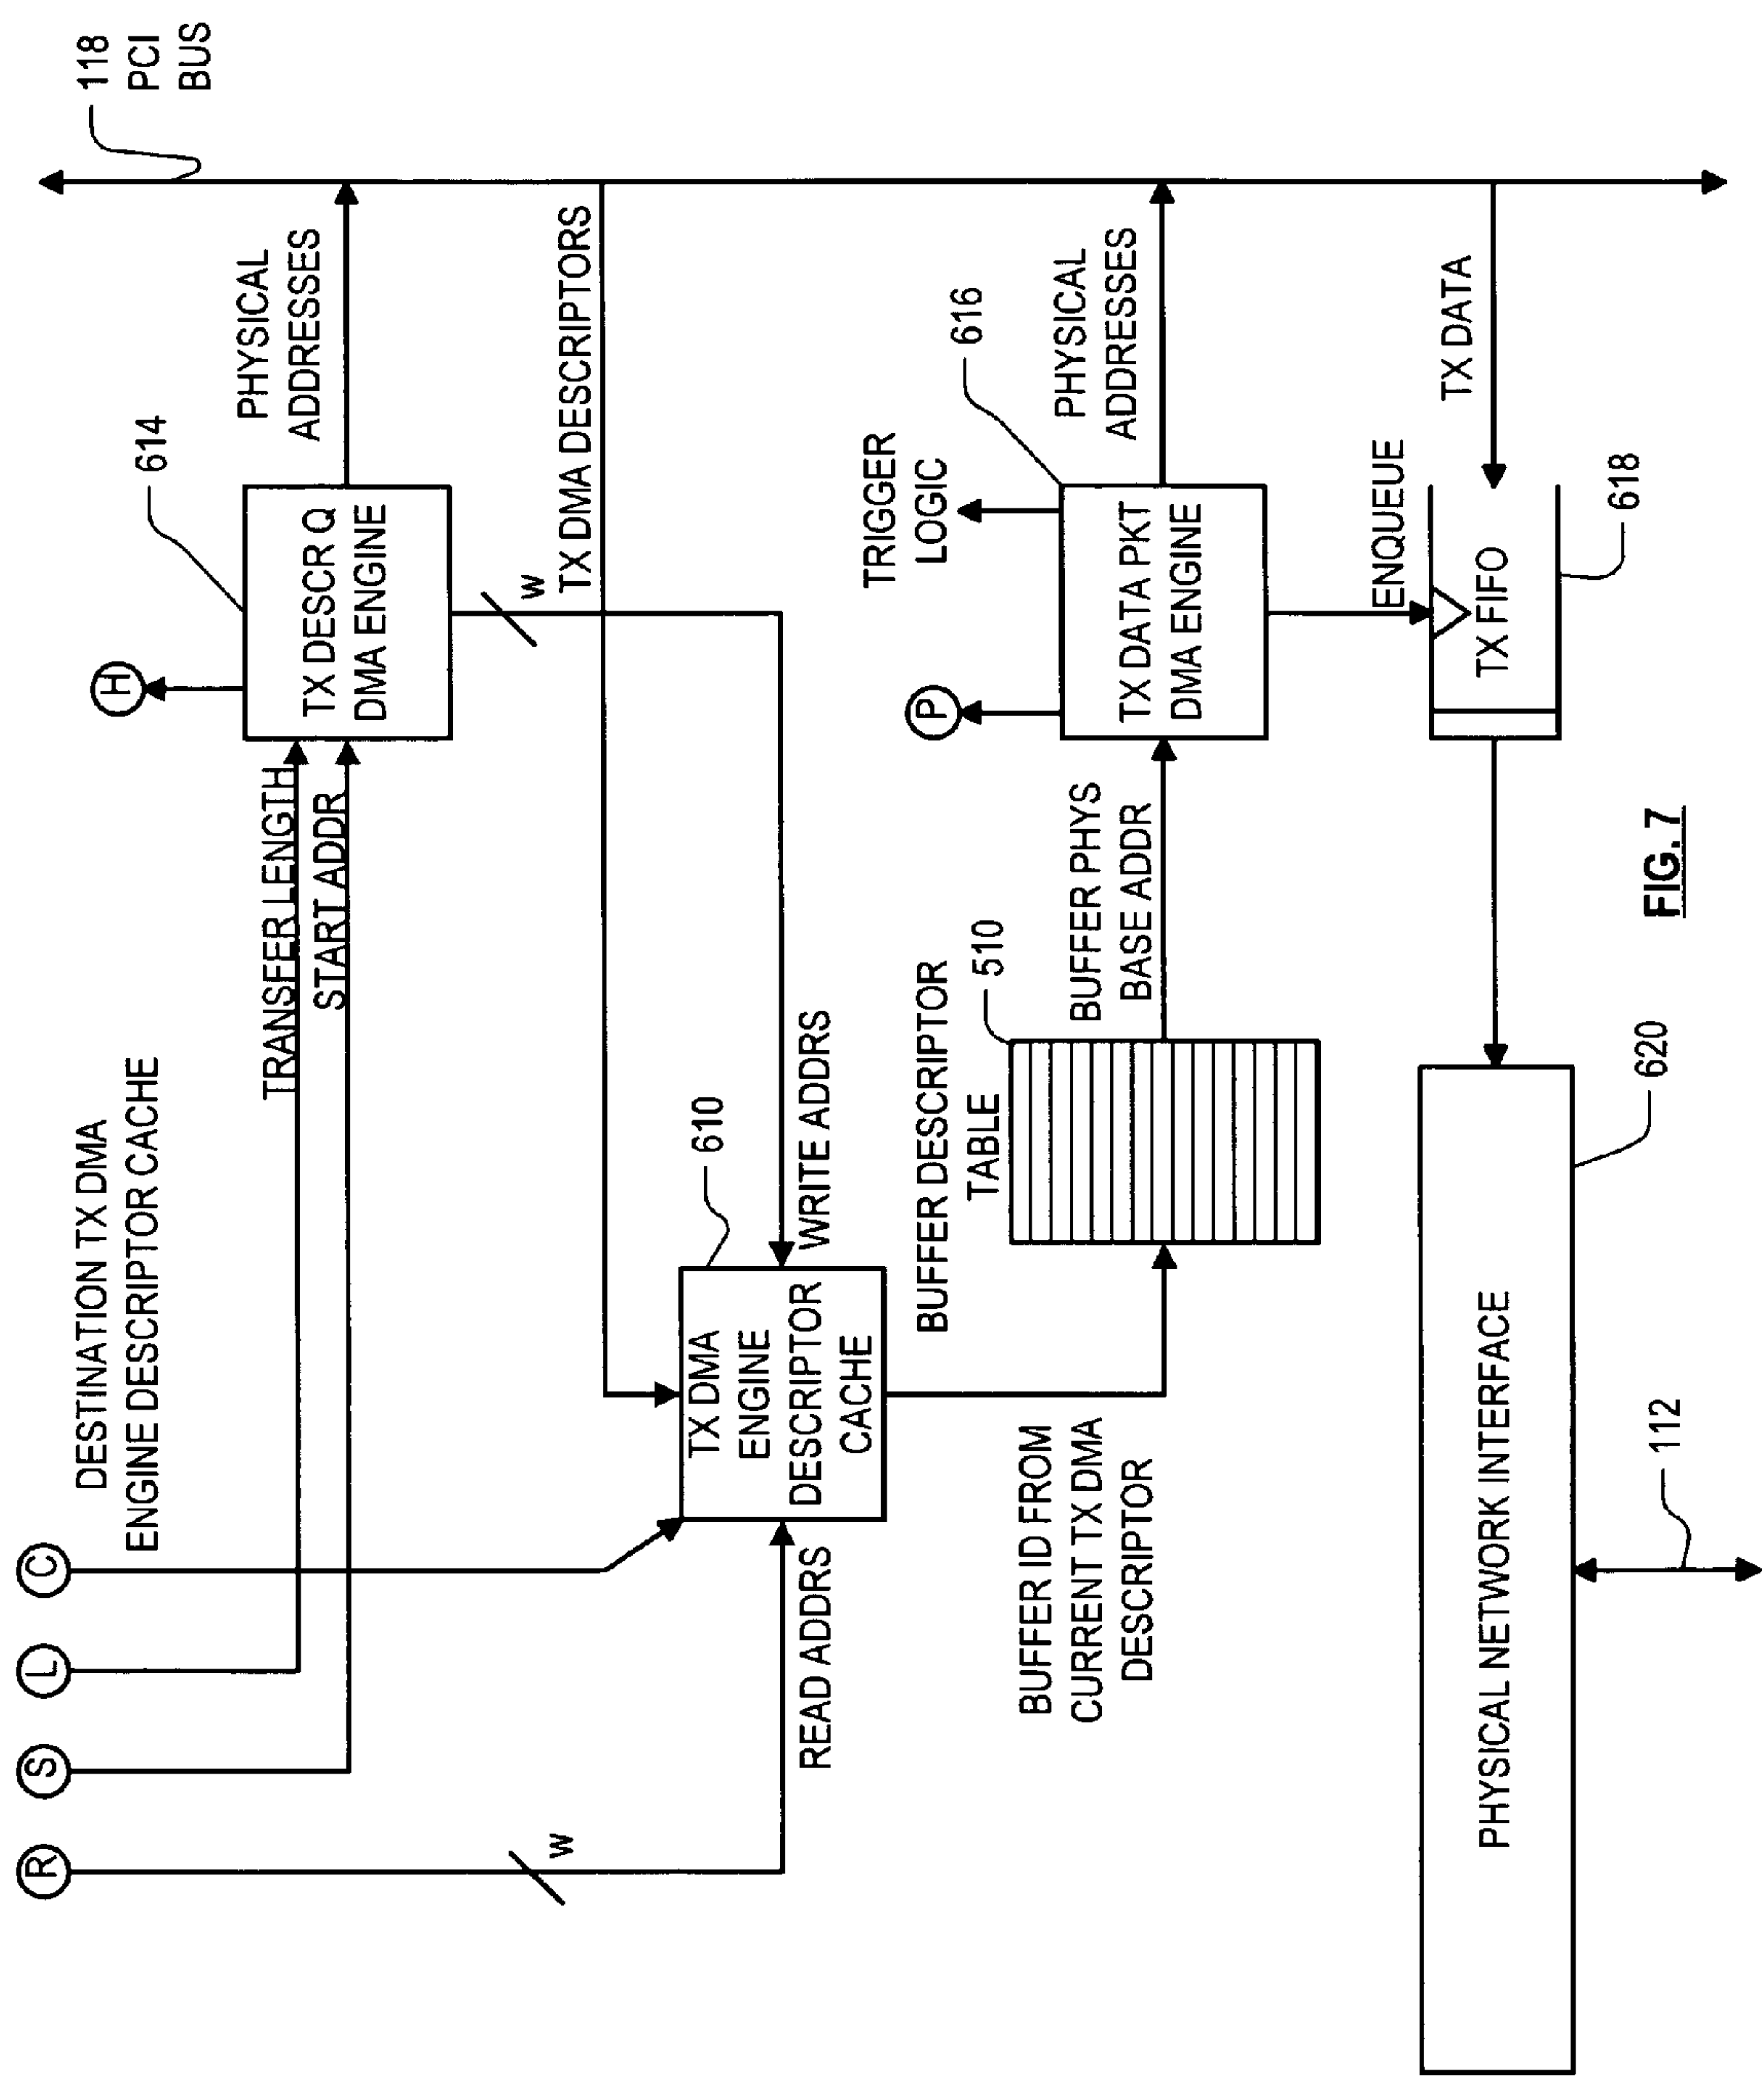 R
S
L
C
DESTINATION TX DMA
ENGINE DESCRIPTOR CACHE
TRANSFER LENGTH
START ADDR
H
614
TX DESCR Q
DMA ENGINE
PHYSICAL
ADDRESSES
118
PCI
BUS
W
READ ADDRS
610
TX DMA
ENGINE
DESCRIPTOR
CACHE
WRITE ADDRS
W
TX DMA DESCRIPTORS
BUFFER ID FROM
CURRENT TX DMA
DESCRIPTOR
BUFFER DESCRIPTOR
TABLE
510
BUFFER PHYS
BASE ADDR
P
TRIGGER
LOGIC
616
TX DATA PKT
DMA ENGINE
PHYSICAL
ADDRESSES
ENQUEUE
TX DATA
TX FIFO
618
PHYSICAL NETWORK INTERFACE
620
112
FIG. 7